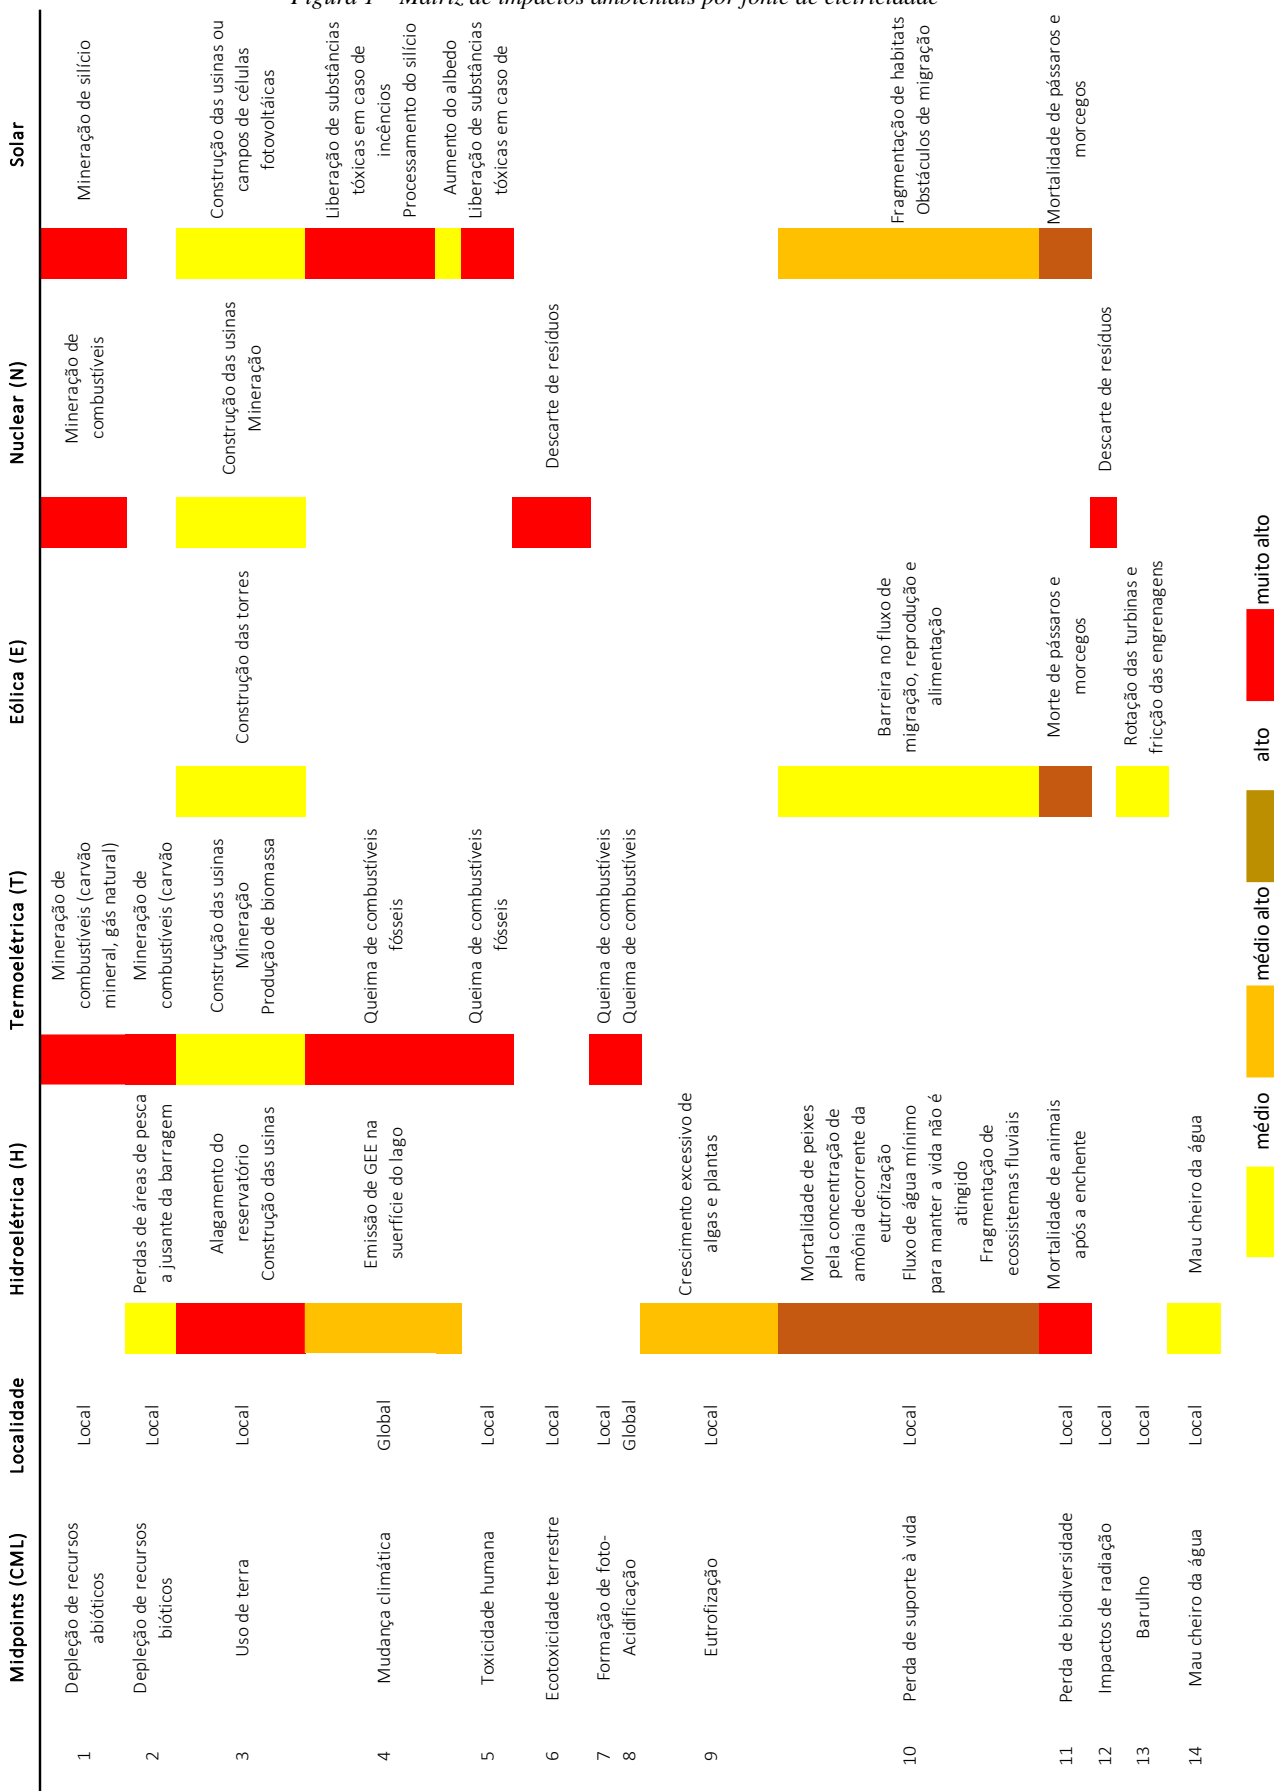 Figura 1 – Matriz de impactos ambientais por fonte de eletricidade
Midpoints (CML)
Localidade
Hidroelétrica (H)
Termoelétrica (T)
Eólica (E)
Nuclear (N)
Solar
1
Depleção de recursos
abióticos
Local
Mineração de
combustíveis (carvão
mineral, gás natural)
Mineração de
combustíveis
Mineração de silício
2
Depleção de recursos
bióticos
Local
Perdas de áreas de pesca
a jusante da barragem
Mineração de
combustíveis (carvão
3
Uso de terra
Local
Alagamento do
reservatório
Construção das usinas
Construção das usinas
Mineração
Produção de biomassa
Construção das torres
Construção das usinas
Mineração
Construção das usinas ou
campos de células
fotovoltáicas
4
Mudança climática
Global
Emissão de GEE na
suerfície do lago
Queima de combustíveis
fósseis
Liberação de substâncias
tóxicas em caso de
incêncios
Processamento do silício
Aumento do albedo
5
Toxicidade humana
Local
Queima de combustíveis
fósseis
Liberação de substâncias
tóxicas em caso de
6
Ecotoxicidade terrestre
Local
Descarte de resíduos
7
Formação de foto-
Local
Queima de combustíveis
8
Acidificação
Global
Queima de combustíveis
9
Eutrofização
Local
Crescimento excessivo de
algas e plantas
10
Perda de suporte à vida
Local
Mortalidade de peixes
pela concentração de
amônia decorrente da
eutrofização
Fluxo de água mínimo
para manter a vida não é
atingido
Fragmentação de
ecossistemas fluviais
Barreira no fluxo de
migração, reprodução e
alimentação
Fragmentação de habitats
Obstáculos de migração
11
Perda de biodiversidade
Local
Mortalidade de animais
após a enchente
Morte de pássaros e
morcegos
Mortalidade de pássaros e
morcegos
12
Impactos de radiação
Local
Descarte de resíduos
13
Barulho
Local
Rotação das turbinas e
fricção das engrenagens
14
Mau cheiro da água
Local
Mau cheiro da água
médio
médio alto
alto
muito alto